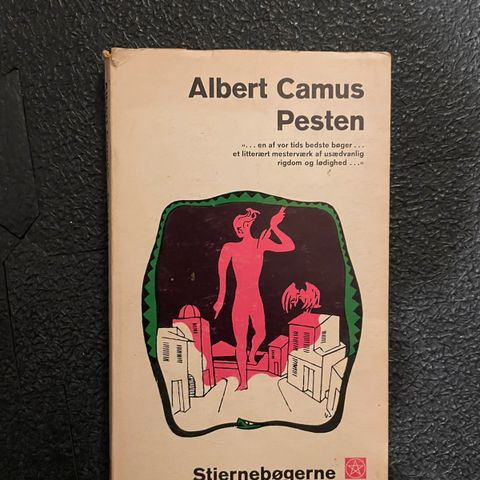 Albert Camus
Pesten
»... en af vor tids bedste bøger ...
et litterært mesterværk af usædvanlig
rigdom og lødighed ...«
Stjernebøgerne